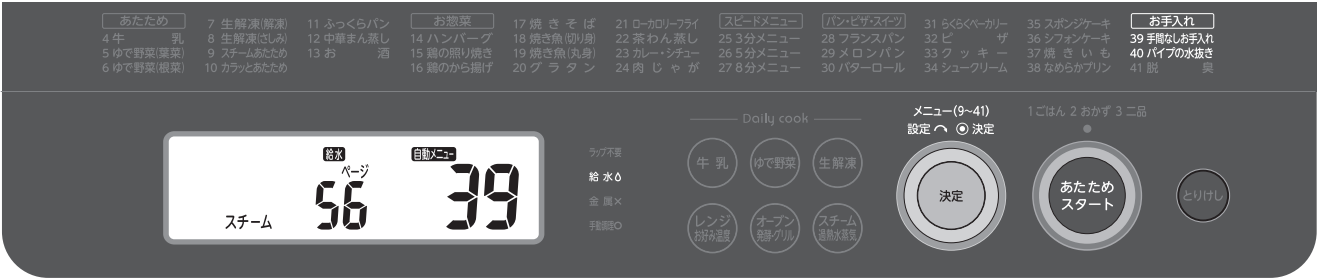 あたため
4 牛乳
5 ゆで野菜(葉菜)
6 ゆで野菜(根菜)
7 生解凍(解凍)
8 生解凍(さしみ)
9 スチームあたため
10 カラッとあたため
11 ふっくらパン
12 中華まん蒸し
13 お酒
お惣菜
14 ハンバーグ
15 鶏の照り焼き
16 鶏のから揚げ
17 焼きそば
18 焼き魚(切り身)
19 焼き魚(丸身)
20 グラタン
21 ローカロリーフライ
22 茶わん蒸し
23 カレー・シチュー
24 肉じゃが
スピードメニュー
25 3分メニュー
26 5分メニュー
27 8分メニュー
パン・ピザ・スイーツ
28 フランスパン
29 メロンパン
30 バターロール
31 らくらくベーカリー
32 ピザ
33 クッキー
34 シュークリーム
35 スポンジケーキ
36 シフォンケーキ
37 焼きいも
38 なめらかプリン
お手入れ
39 手間なしお手入れ
40 パイプの水抜き
41 脱臭
給水
ページ
56
スチーム
自動メニュー
39
ラップ不要
給水
金属×
手動設定○
Daily cook
牛乳
ゆで野菜
生解凍
レンジ
お好み温度
オーブン
発酵・グリル
スチーム
過熱水蒸気
メニュー(9~41)
設定 決定
決定
1 ごはん 2 おかず 3 二品
あたため
スタート
とりけし